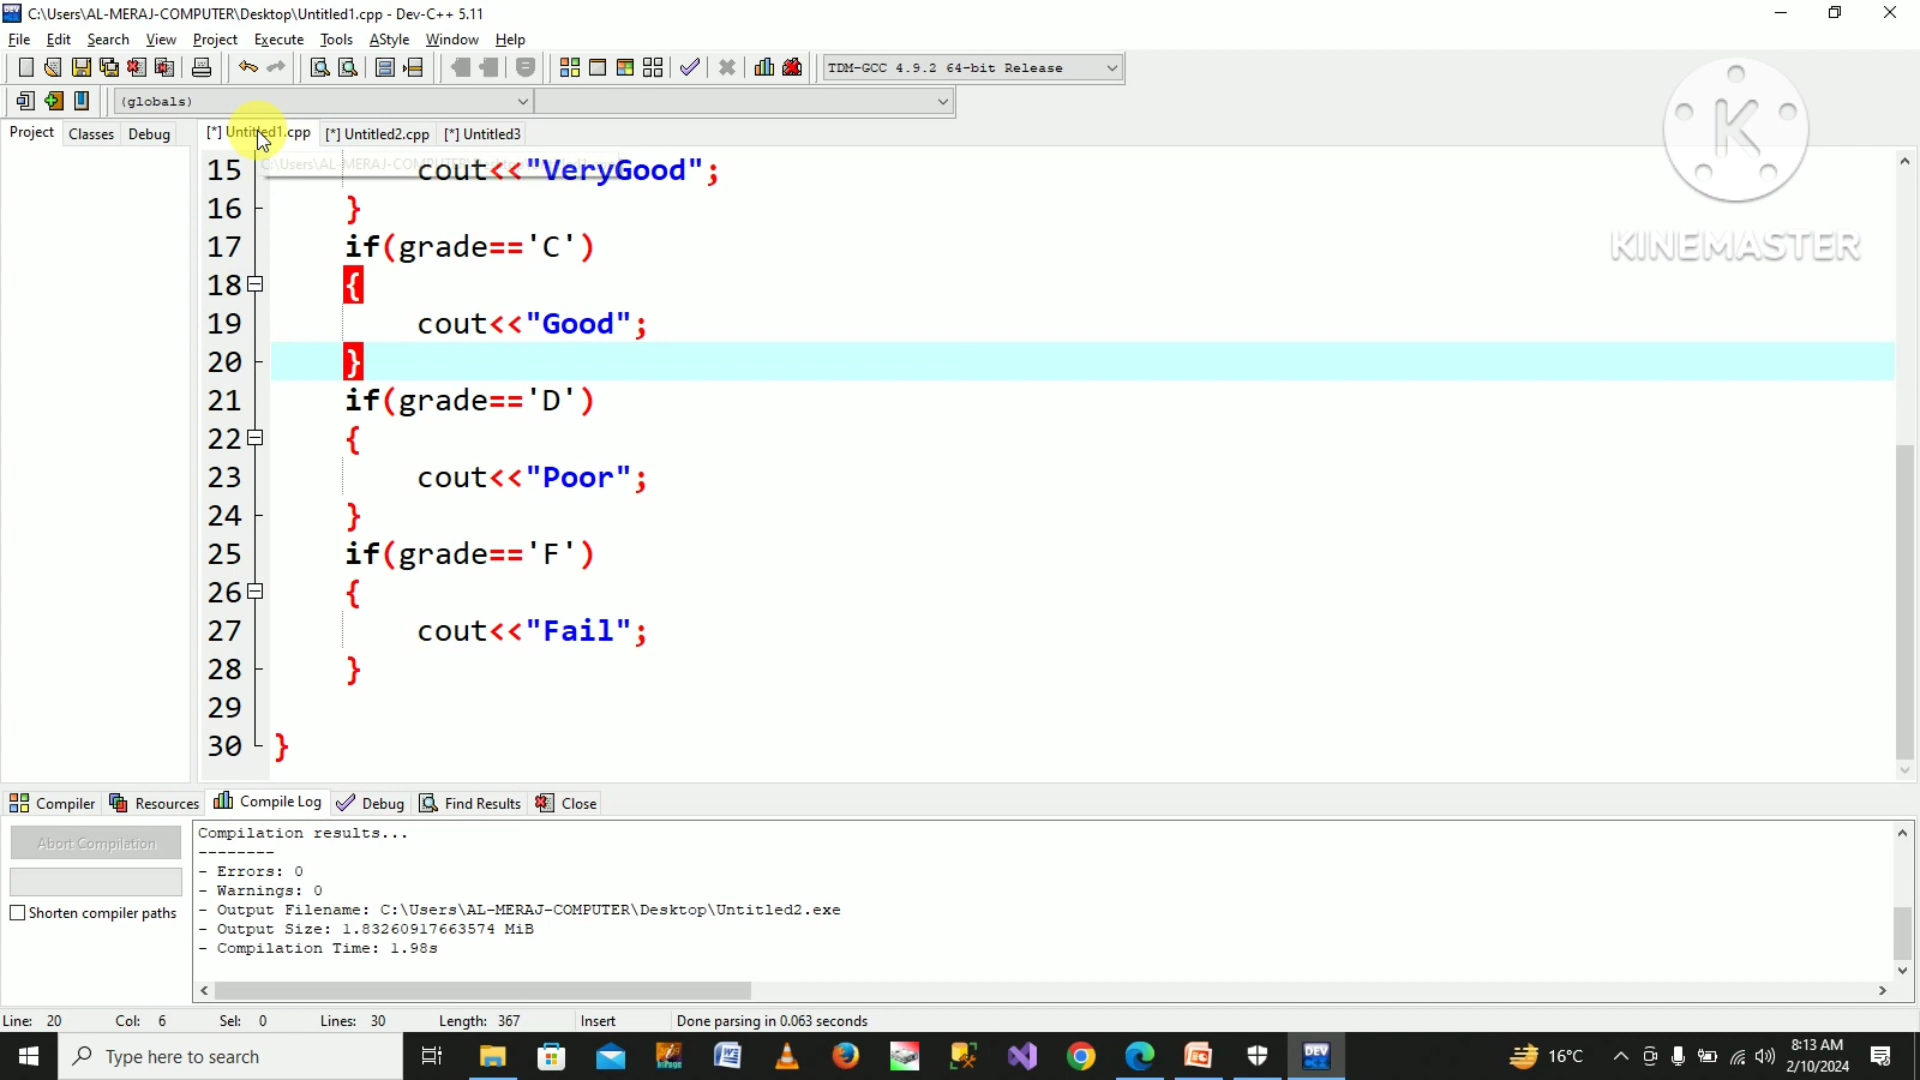 C:\Users\AL-MERAJ-COMPUTER\Desktop\Untitled1.cpp - Dev-C++ 5.11
File Edit Search View Project Execute Tools AStyle Window Help
TDM-GCC 4.9.2 64-bit Release
(globals)
Project Classes Debug [*] Untitled1.cpp [*] Untitled2.cpp [*] Untitled3
15 cout<<"VeryGood";
16 }
17 if(grade=='C')
18 {
19 cout<<"Good";
20 }
21 if(grade=='D')
22 {
23 cout<<"Poor";
24 }
25 if(grade=='F')
26 {
27 cout<<"Fail";
28 }
29
30 }
K
KINEMASTER
Compiler Resources Compile Log Debug Find Results Close
Abort Compilation
Shorten compiler paths
Compilation results...
--------
- Errors: 0
- Warnings: 0
- Output Filename: C:\Users\AL-MERAJ-COMPUTER\Desktop\Untitled2.exe
- Output Size: 1.83260917663574 MiB
- Compilation Time: 1.98s
Line: 20 Col: 6 Sel: 0 Lines: 30 Length: 367 Insert Done parsing in 0.063 seconds
Type here to search
DEV
16°C
8:13 AM
2/10/2024